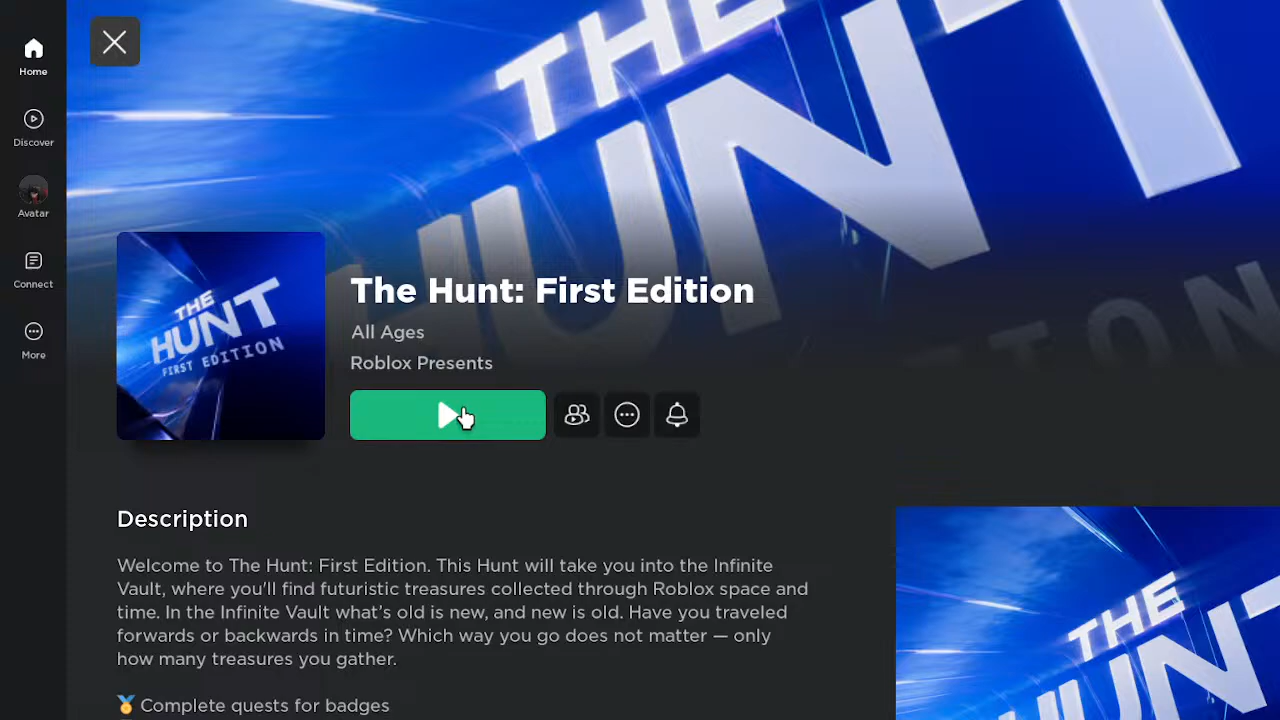 THE
HUNT
Home
Discover
Avatar
Connect
More
THE
HUNT
FIRST EDITION
The Hunt: First Edition
All Ages
Roblox Presents
Description
Welcome to The Hunt: First Edition. This Hunt will take you into the Infinite
Vault, where you'll find futuristic treasures collected through Roblox space and
time. In the Infinite Vault what’s old is new, and new is old. Have you traveled
forwards or backwards in time? Which way you go does not matter — only
how many treasures you gather.
🏅Complete quests for badges
THE
HUNT